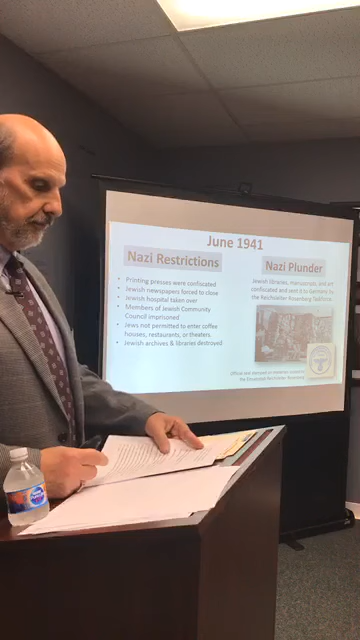 June 1941
Nazi Restrictions
• Printing presses were confiscated
• Jewish newspapers forced to close
• Jewish hospital taken over
• Members of Jewish Community
Council imprisoned
• Jews not permitted to enter coffee
houses, restaurants, or theaters
• Jewish archives & libraries destroyed
Nazi Plunder
Jewish libraries, manuscripts, and art
confiscated and sent to Germany by
the Reichsleiter Rosenberg Taskforce